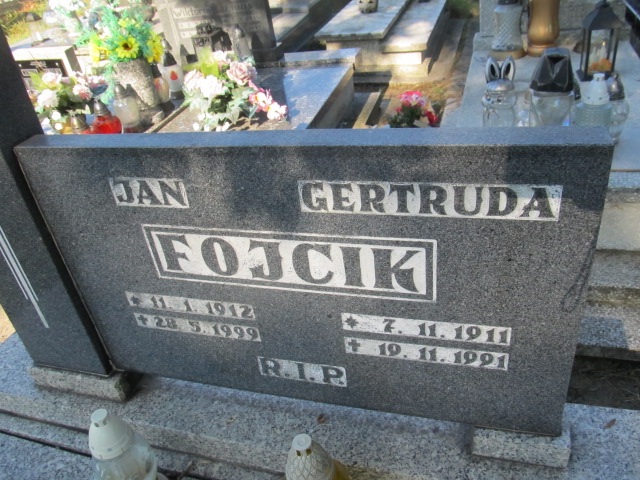 JAN GERTRUDA
FOJCIK
* 11. 1. 1912 * 7. 11. 1911
✝ 28. 5. 1999 ✝ 19. 11. 1991
R.I.P.